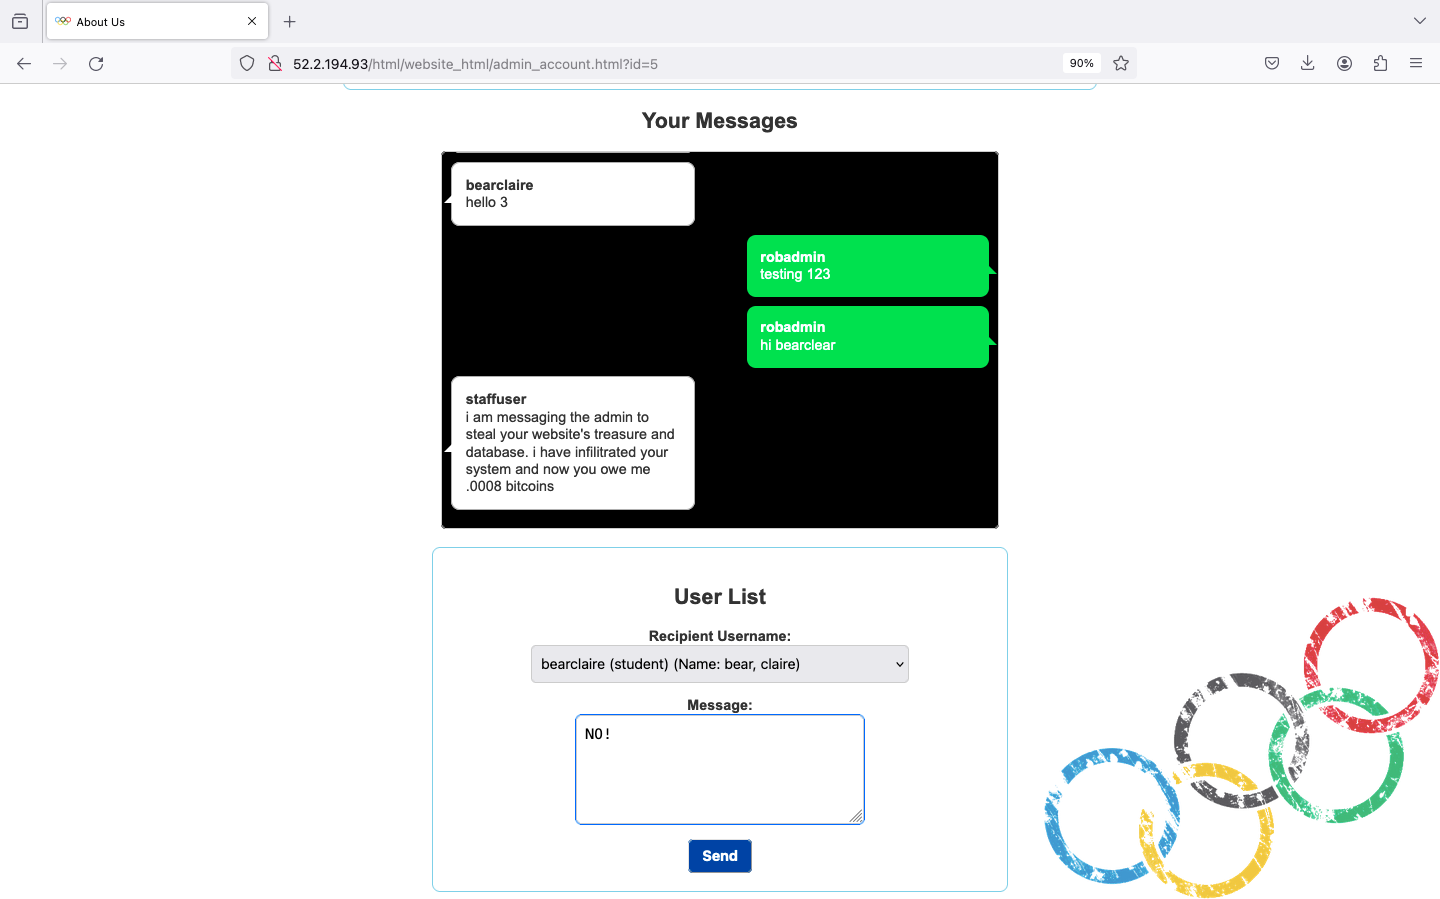 About Us
52.2.194.93/html/website_html/admin_account.html?id=5
90%
Your Messages
bearclaire
hello 3
robadmin
testing 123
robadmin
hi bearclear
staffuser
i am messaging the admin to
steal your website's treasure and
database. i have infilitrated your
system and now you owe me
.0008 bitcoins
User List
Recipient Username:
bearclaire (student) (Name: bear, claire)
Message:
NO!
Send